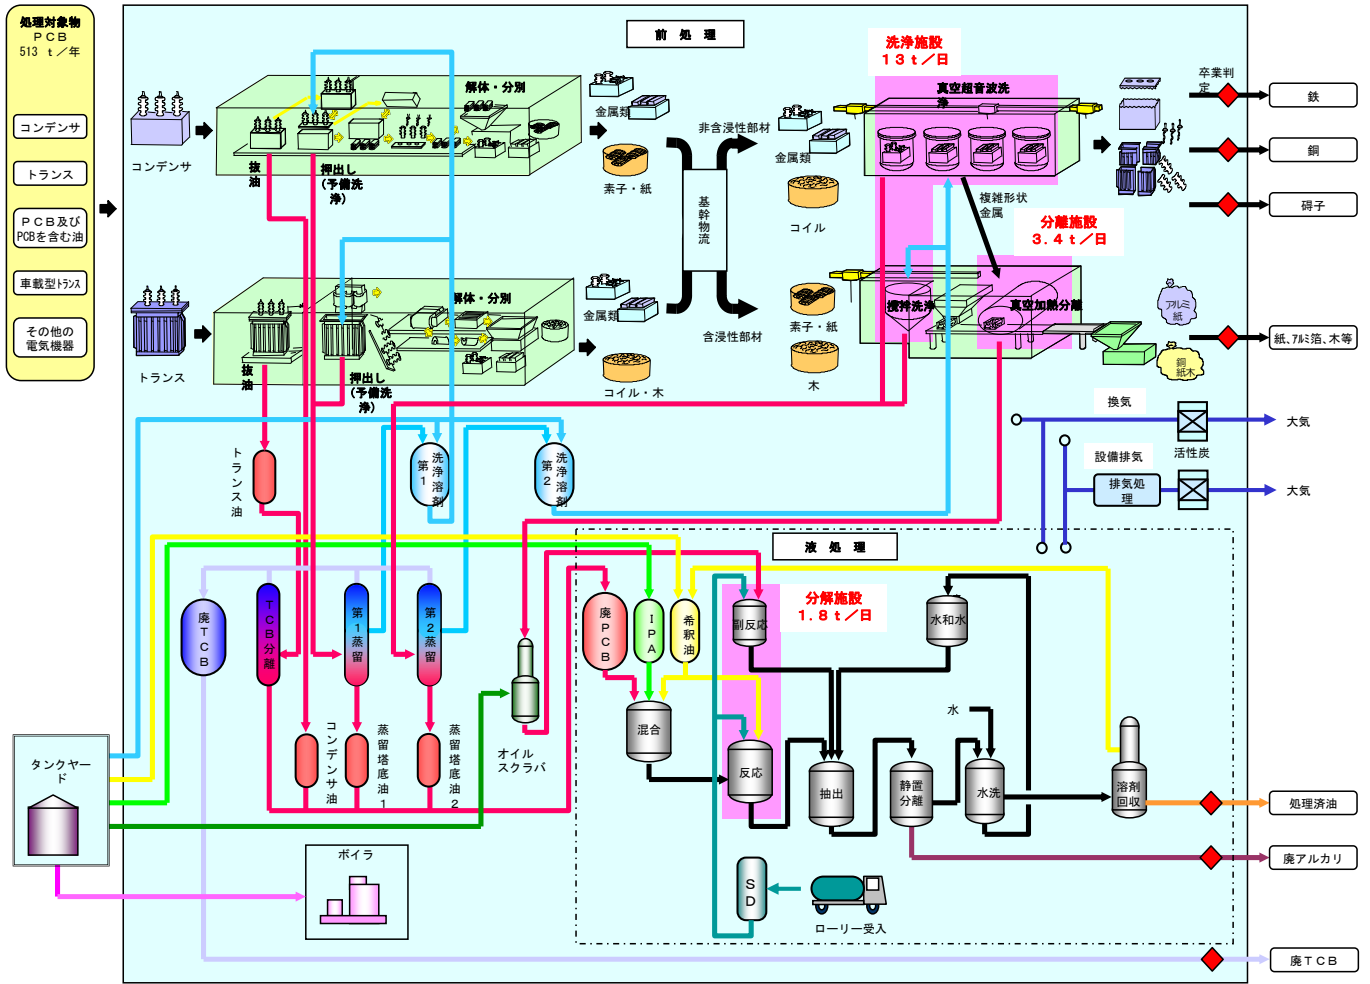 処理対象物
ＰＣＢ
513 ｔ／年
コンデンサ
トランス
ＰＣＢ及び
PCBを含む油
車載型ﾄﾗﾝｽ
その他の
電気機器
前 処 理
コンデンサ
解体・分別
抜
油
押出し
(予備洗
浄)
金属類
素子・紙
トランス
解体・分別
抜
油
押出し
(予備洗
浄)
金属類
コイル・木
基
幹
物
流
非含浸性部材
含浸性部材
金属類
コイル
素子・紙
木
洗浄施設
１３ｔ／日
真空超音波洗
浄
複雑形状
金属
分離施設
３.４ｔ／日
攪拌洗浄
真空加熱分離
卒業判
定
鉄
銅
碍子
アルミ
紙
銅
紙木
紙､ｱﾙﾐ箔､木等
換気
活性炭
大気
設備排気
排気処
理
大気
トランス油
第1
洗浄溶剤
第2
洗浄溶剤
液 処 理
廃ＴＣＢ
ＴＣＢ分離
第1蒸留
第2蒸留
コンデンサ油
蒸留塔底油1
蒸留塔底油2
オイル
スクラバ
廃ＰＣＢ
ＩＰＡ
希釈油
副反応
分解施設
１.８ｔ／日
水和水
混合
反応
抽出
静置
分離
水
水洗
溶剤
回収
処理済油
廃アルカリ
廃ＴＣＢ
ＳＤ
ローリー受入
タンクヤー
ド
ボイラ